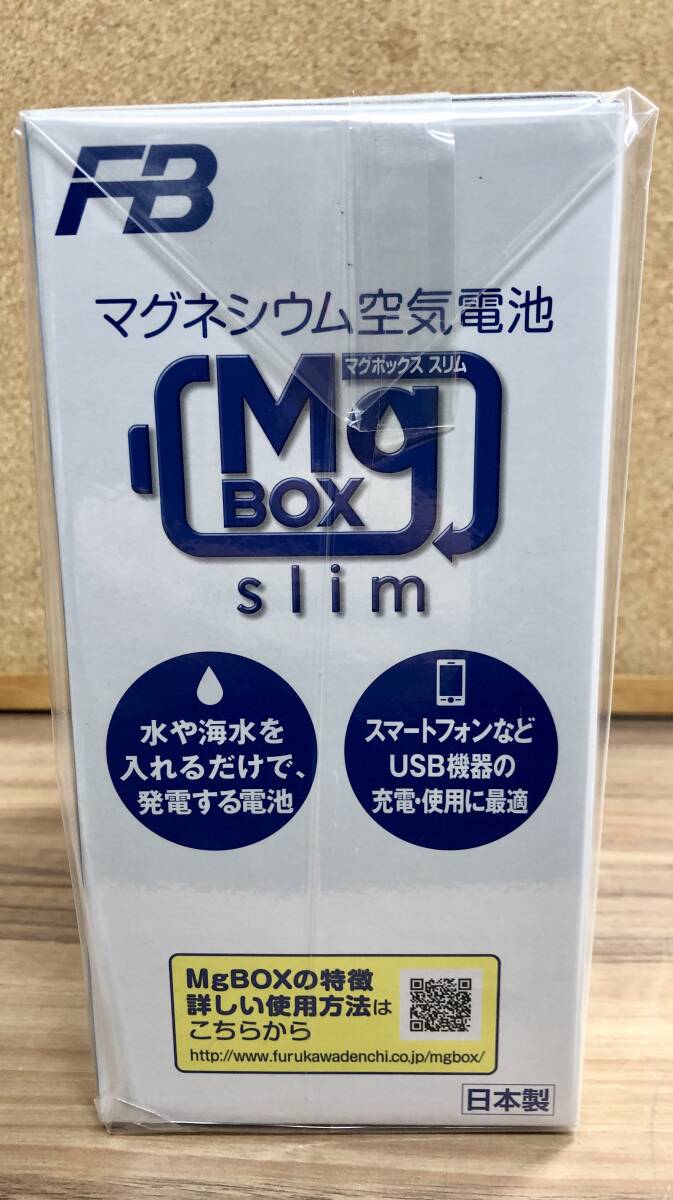 FB
マグネシウム空気電池
マグボックス スリム
Mg
BOX
slim
水や海水を
入れるだけで、
発電する電池
スマートフォンなど
USB機器の
充電・使用に最適
MgBOXの特徴
詳しい使用方法は
こちらから
http://www.furukawadenchi.co.jp/mgbox/
日本製